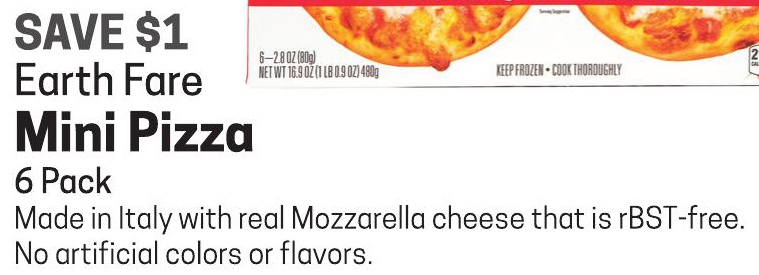 Serving Suggestion
6—2.8 OZ (80g)
NET WT 16.9 OZ (1 LB 0.9 OZ) 480g
KEEP FROZEN • COOK THOROUGHLY
SAVE $1
Earth Fare
Mini Pizza
6 Pack
Made in Italy with real Mozzarella cheese that is rBST-free.
No artificial colors or flavors.